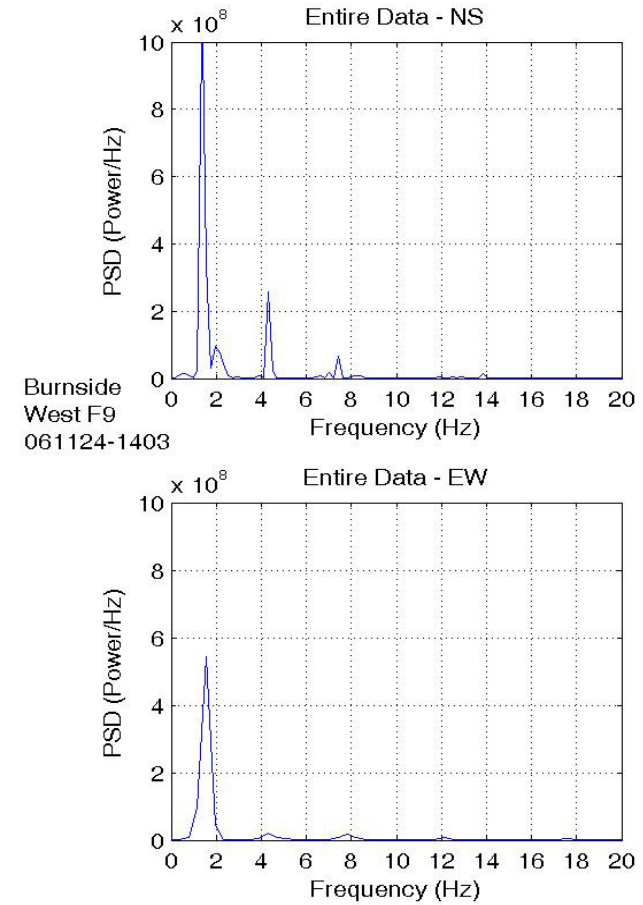 Entire Data - NS
x 10^8
10
8
6
4
2
0
PSD (Power/Hz)
0 2 4 6 8 10 12 14 16 18 20
Frequency (Hz)
Burnside
West F9
061124-1403
Entire Data - EW
x 10^8
10
8
6
4
2
0
PSD (Power/Hz)
0 2 4 6 8 10 12 14 16 18 20
Frequency (Hz)